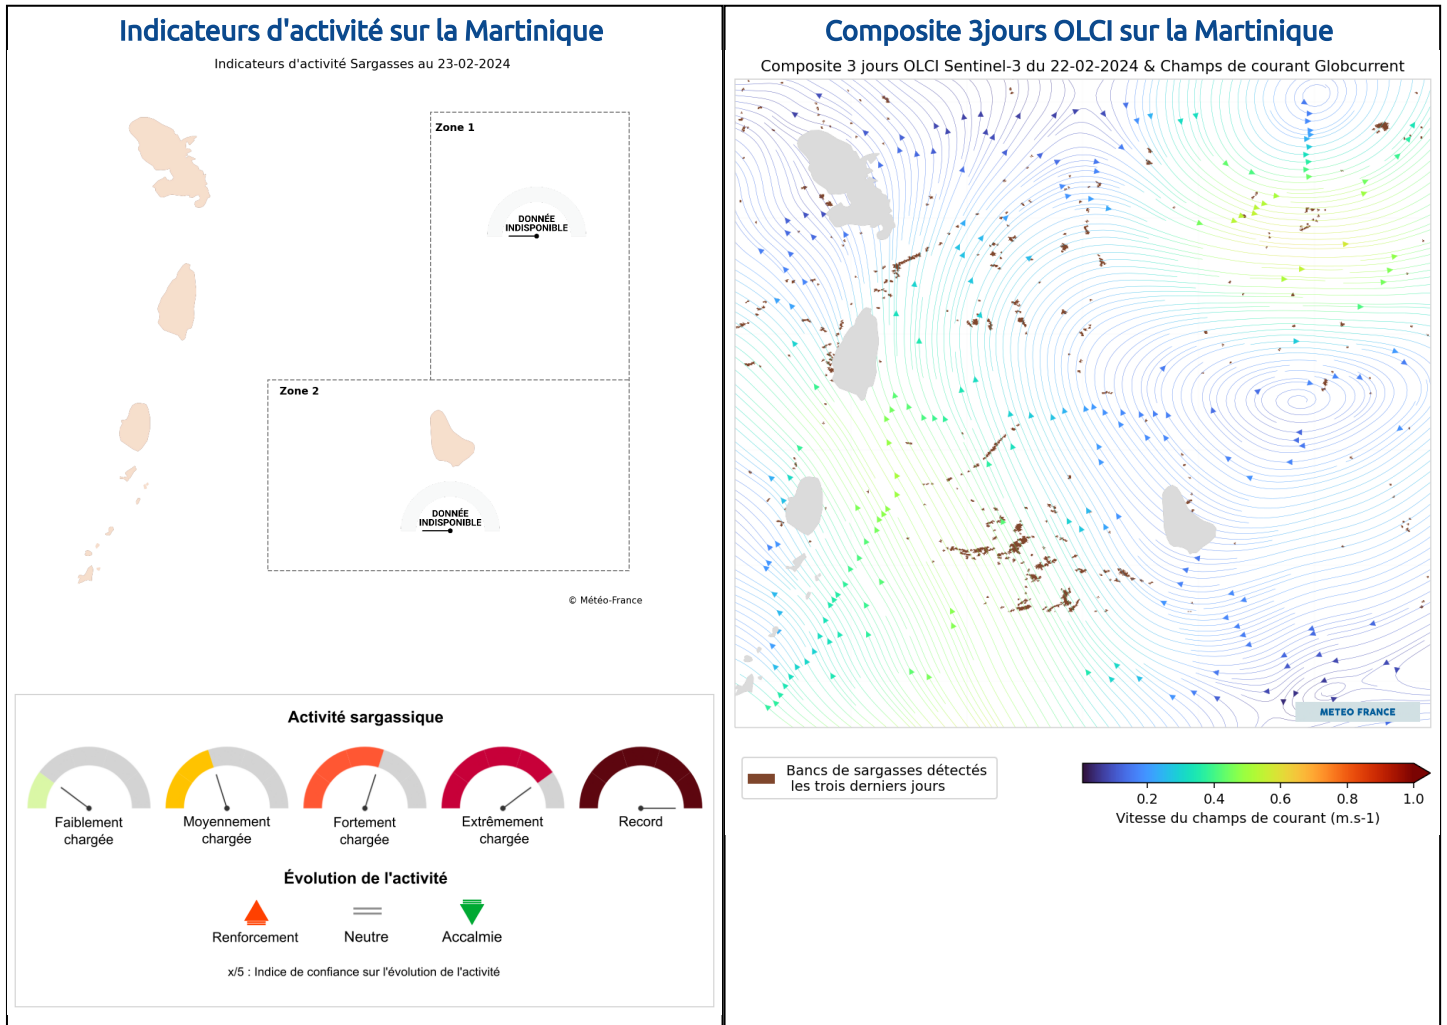 Indicateurs d'activité sur la Martinique
Indicateurs d'activité Sargasses au 23-02-2024
Zone 1
DONNÉE
INDISPONIBLE
Zone 2
DONNÉE
INDISPONIBLE
© Météo-France
Activité sargassique
Faiblement
chargée
Moyennement
chargée
Fortement
chargée
Extrêmement
chargée
Record
Évolution de l'activité
Renforcement
Neutre
Accalmie
x/5 : Indice de confiance sur l'évolution de l'activité
Composite 3jours OLCI sur la Martinique
Composite 3 jours OLCI Sentinel-3 du 22-02-2024 & Champs de courant Globcurrent
METEO FRANCE
Bancs de sargasses détectés
les trois derniers jours
0.2 0.4 0.6 0.8 1.0
Vitesse du champs de courant (m.s-1)